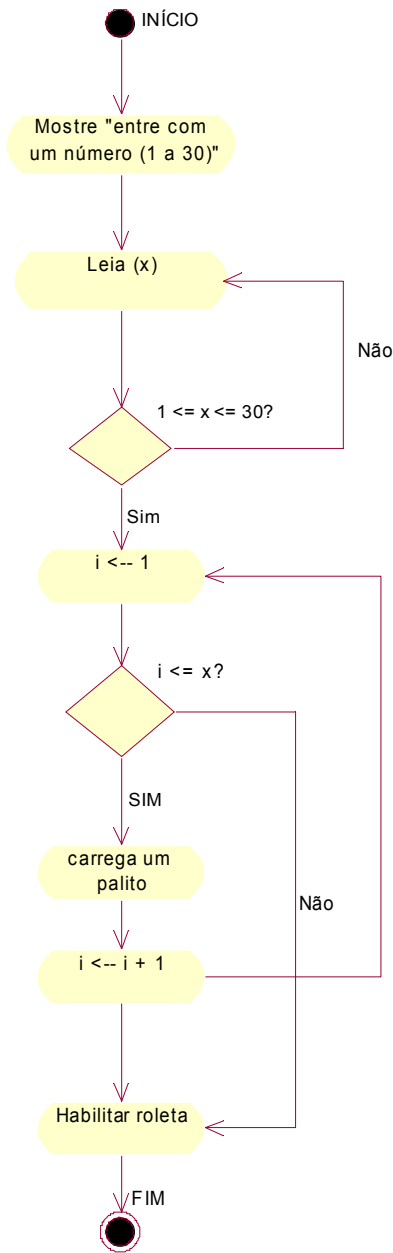 INÍCIO
Mostre "entre com
um número (1 a 30)"
Leia (x)
Não
1 <= x <= 30?
Sim
i <-- 1
i <= x?
SIM
carrega um
palito
Não
i <-- i + 1
Habilitar roleta
FIM